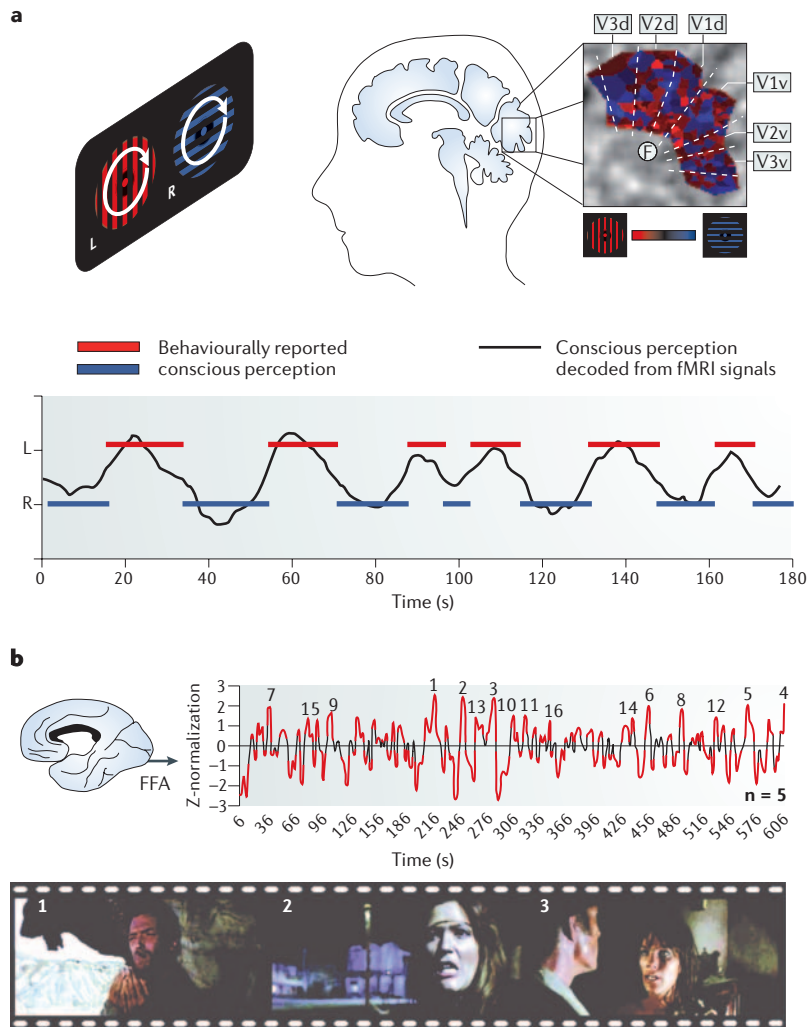 a
V3d V2d V1d
V1v
V2v
V3v
F
L
R
Behaviourally reported
conscious perception
Conscious perception
decoded from fMRI signals
L
R
0 20 40 60 80 100 120 140 160 180
Time (s)
b
FFA
Z-normalization
3
2
1
0
–1
–2
–3
7 15 9 1 2 13 3 10 11 16 14 6 8 12 5 4
n = 5
6 36 66 96 126 156 186 216 246 276 306 336 366 396 426 456 486 516 546 576 606
Time (s)
1 2 3